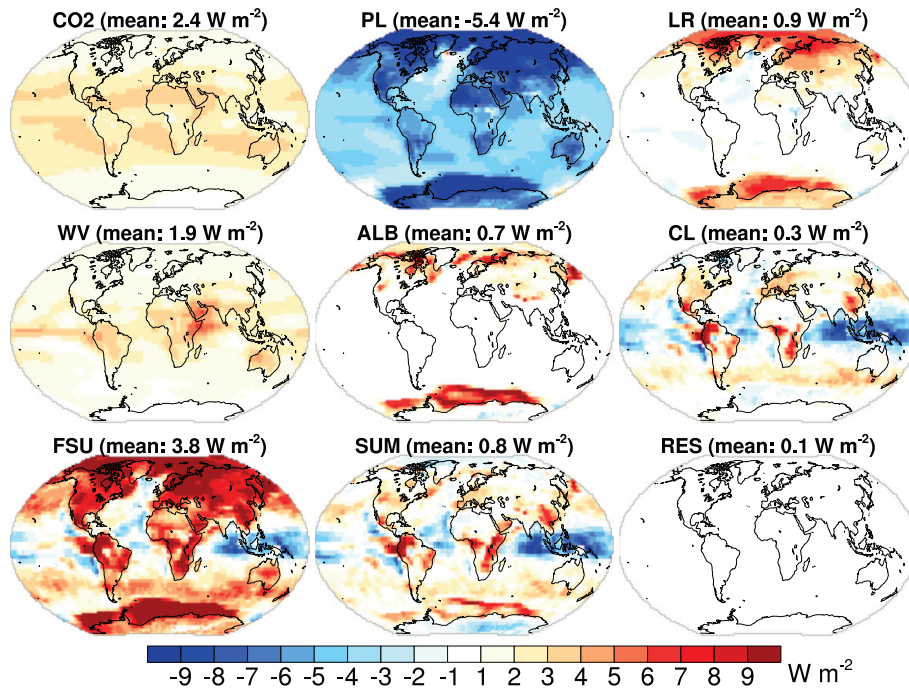 CO2 (mean: 2.4 W m-2)
PL (mean: -5.4 W m-2)
LR (mean: 0.9 W m-2)
WV (mean: 1.9 W m-2)
ALB (mean: 0.7 W m-2)
CL (mean: 0.3 W m-2)
FSU (mean: 3.8 W m-2)
SUM (mean: 0.8 W m-2)
RES (mean: 0.1 W m-2)
-9 -8 -7 -6 -5 -4 -3 -2 -1 1 2 3 4 5 6 7 8 9 W m-2